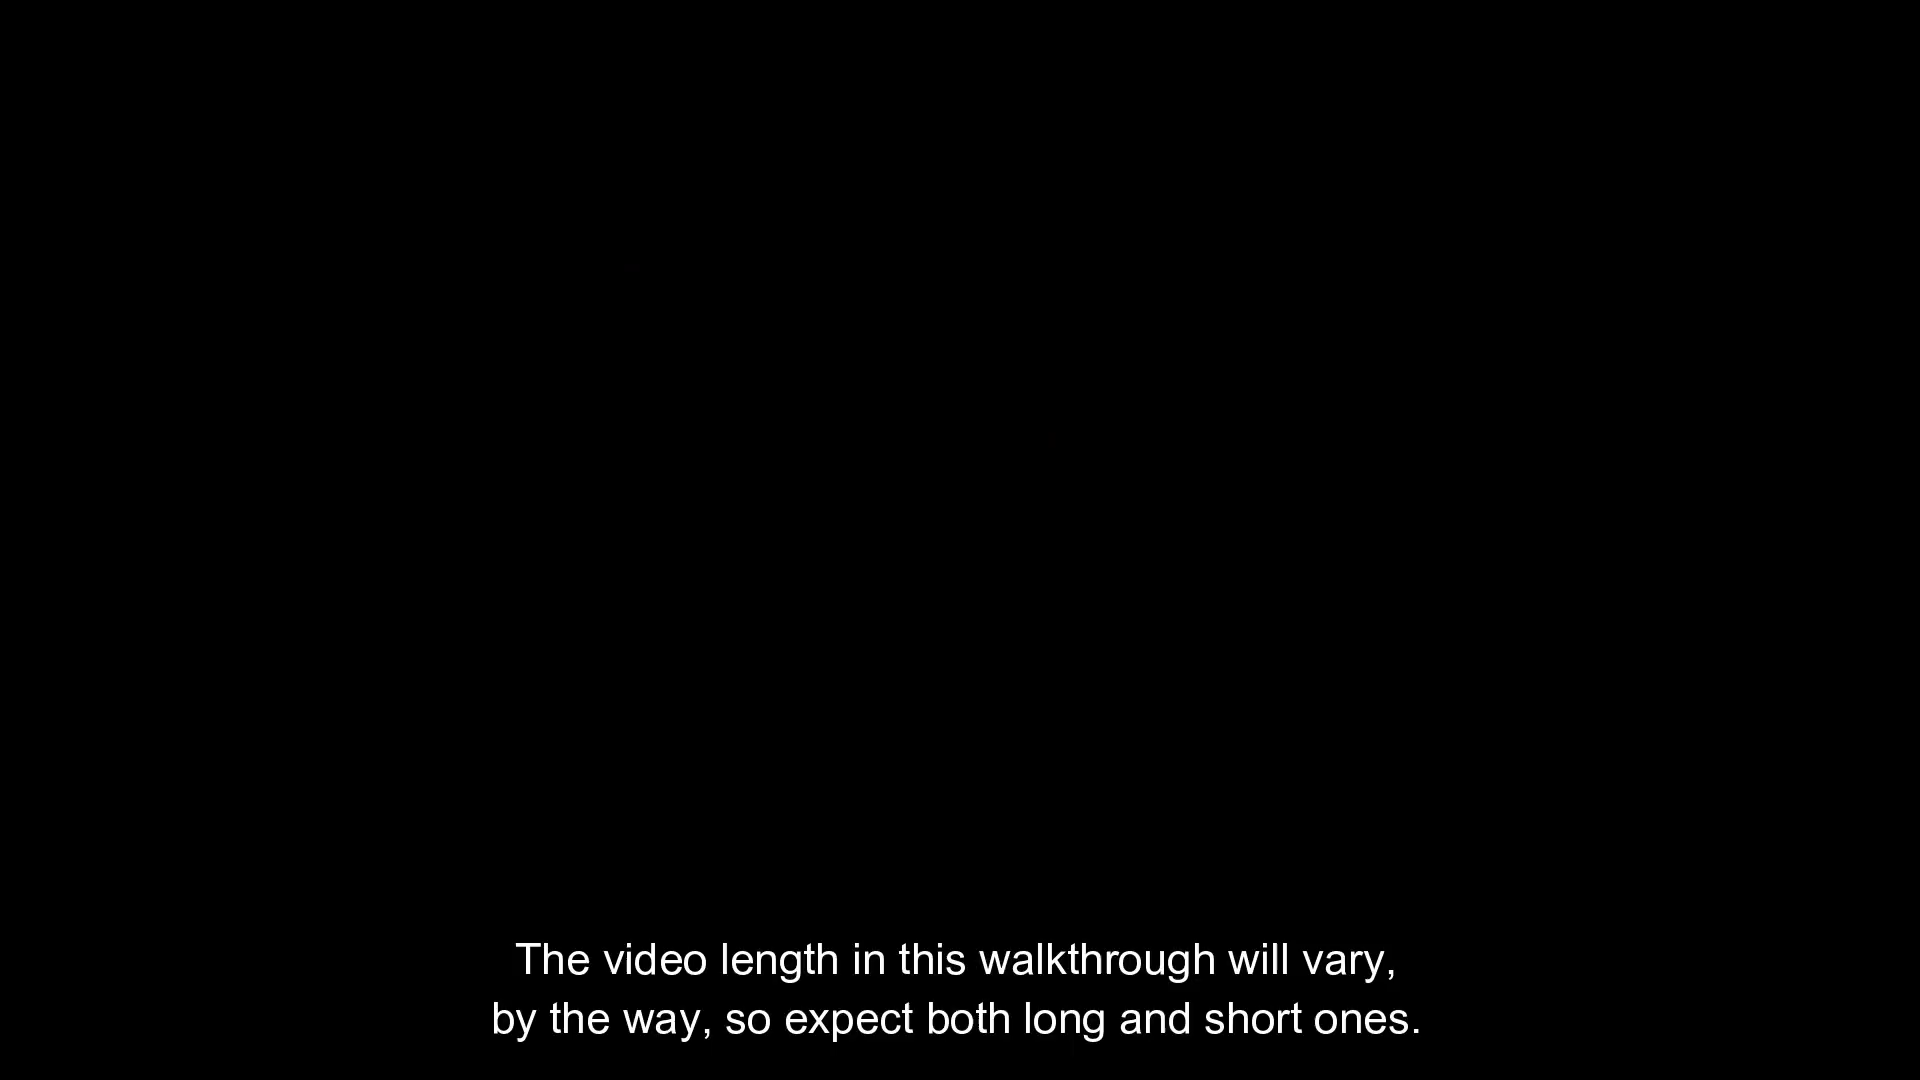 The video length in this walkthrough will vary,
by the way, so expect both long and short ones.